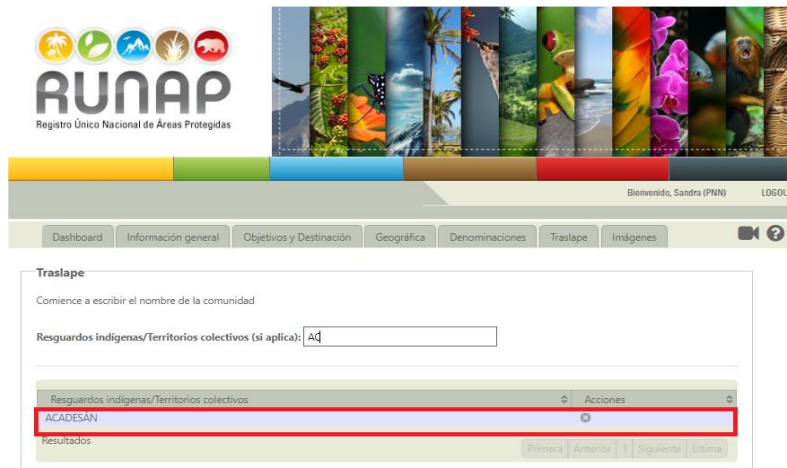 RUNAP
Registro Único Nacional de Áreas Protegidas
Bienvenido, Sandra (PNN) LOGOU
Dashboard Información general Objetivos y Destinación Geográfica Denominaciones Traslape Imágenes
Traslape
Comience a escribir el nombre de la comunidad
Resguardos indígenas/Territorios colectivos (si aplica): AC
Resguardos indígenas/Territorios colectivos Acciones
ACADESÁN
Resultados
Primera Anterior 1 Siguiente Última